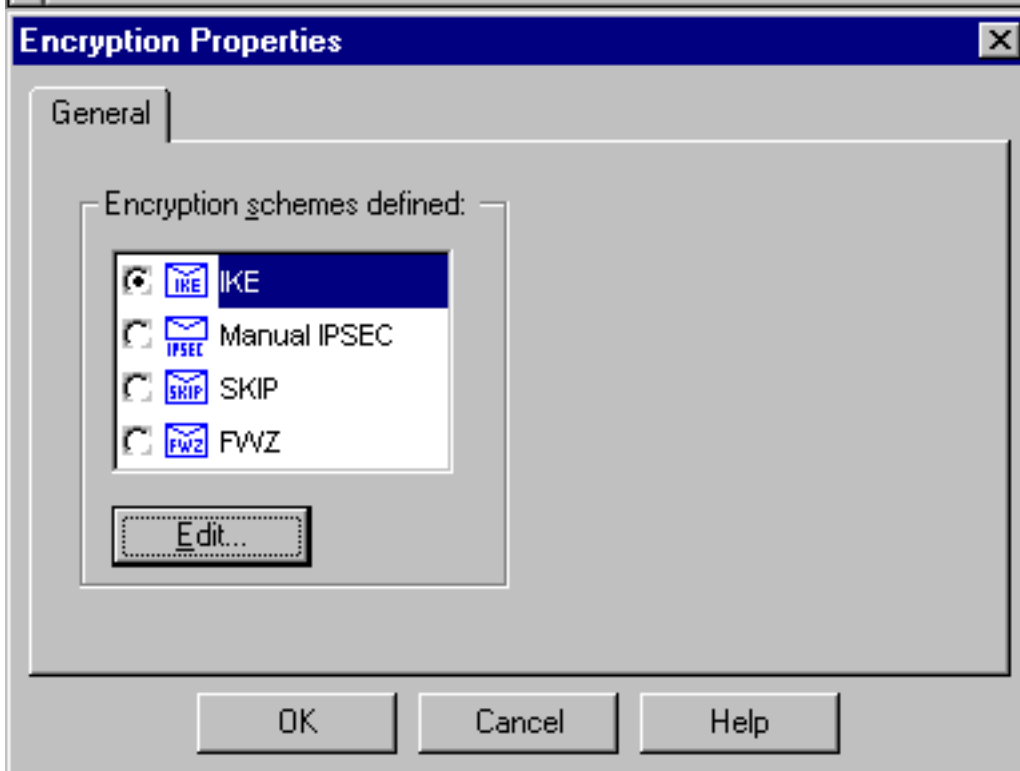 Encryption Properties
General
Encryption schemes defined:
IKE IKE
IPSEC Manual IPSEC
SKIP SKIP
FWZ FWZ
Edit...
OK Cancel Help